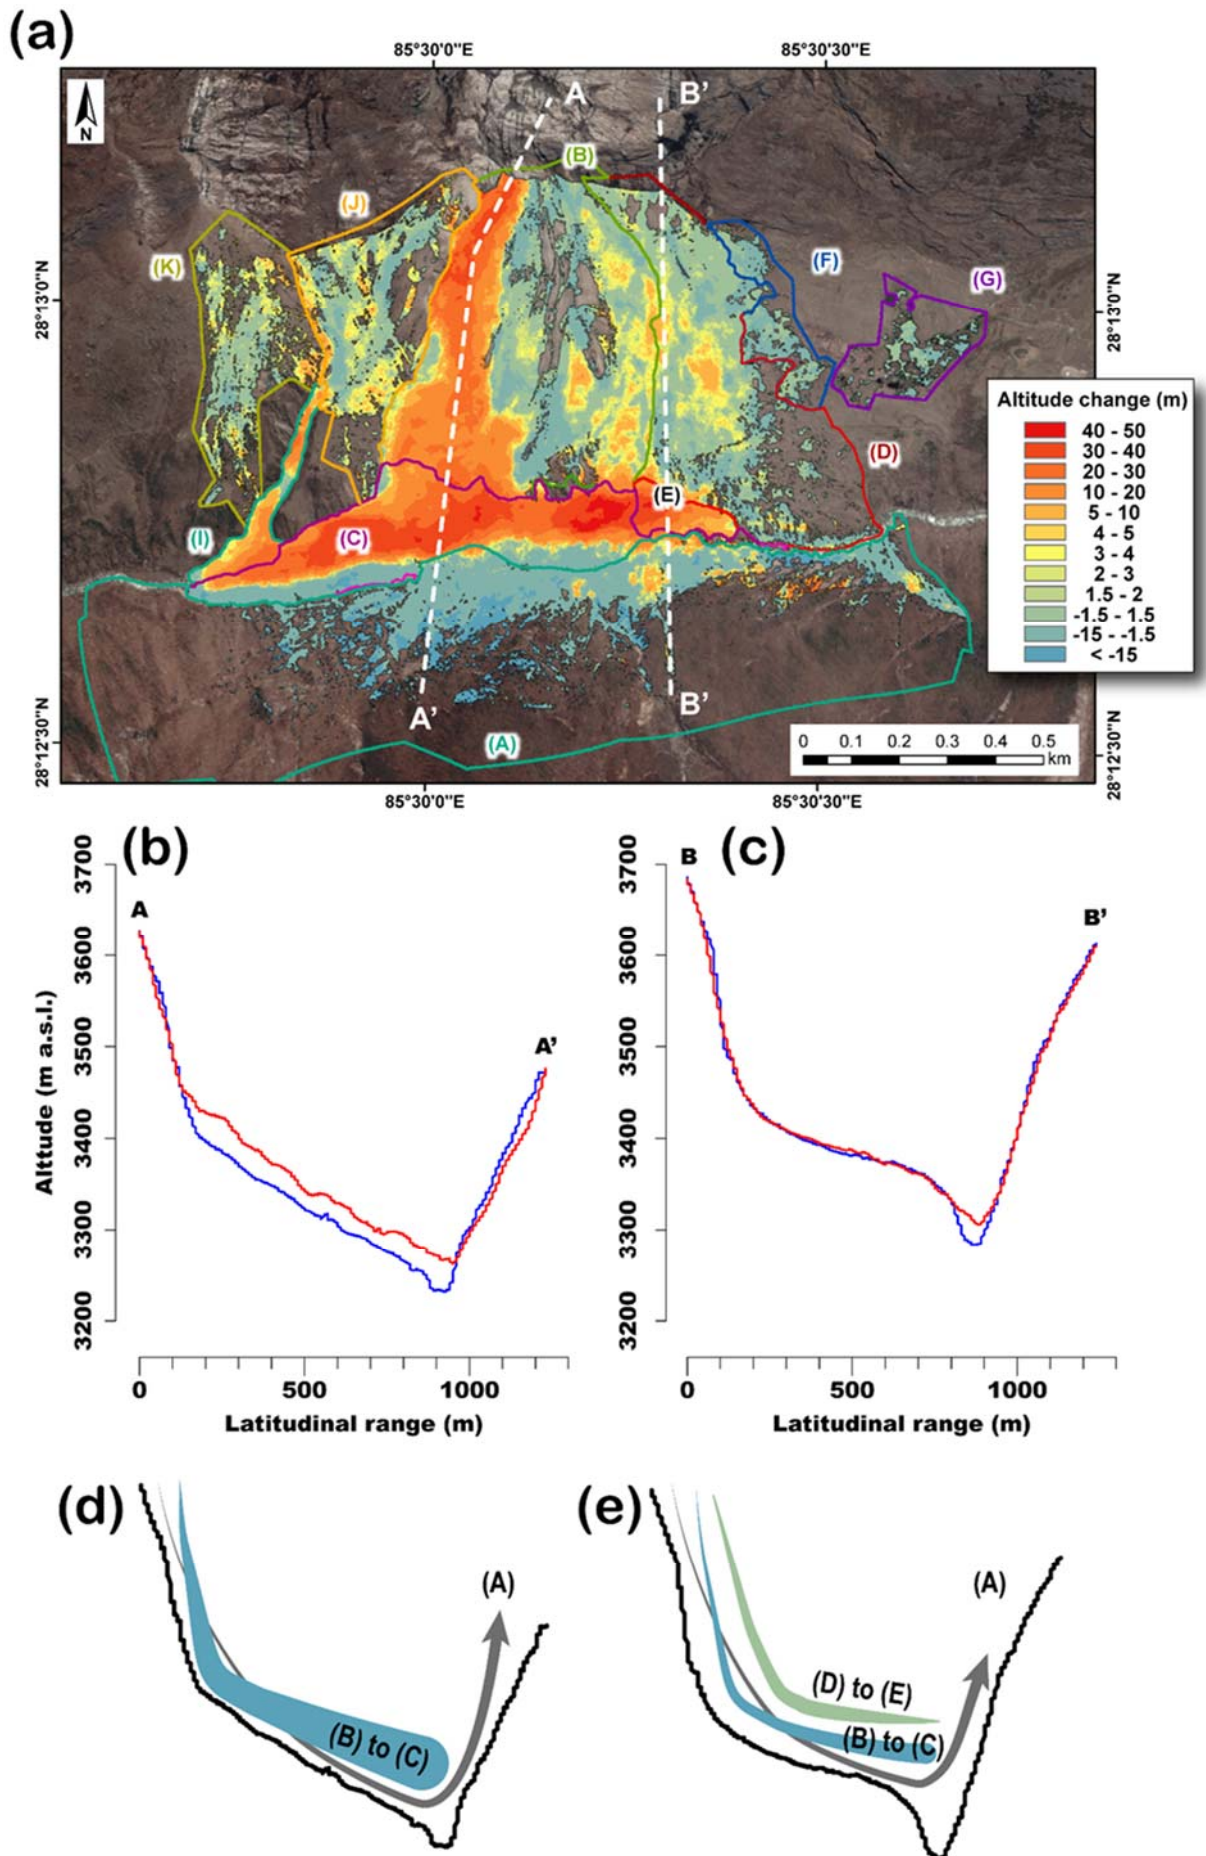 (a)
85°30'0"E
85°30'30"E
N
A
B'
(B)
(J)
(K)
(F)
(G)
28°13'0"N
28°13'0"N
Altitude change (m)
40 - 50
30 - 40
20 - 30
10 - 20
5 - 10
4 - 5
3 - 4
2 - 3
1.5 - 2
-1.5 - 1.5
-15 - -1.5
< -15
(D)
(E)
(I)
(C)
A'
B'
(A)
0 0.1 0.2 0.3 0.4 0.5
km
28°12'30"N
28°12'30"N
85°30'0"E
85°30'30"E
(b)
(c)
3700
3600
3500
3400
3300
3200
Alttude (m a.s.l.)
A
A'
0 500 1000
Latitudinal range (m)
3700
3600
3500
3400
3300
3200
B
B'
0 500 1000
Latitudinal range (m)
(d)
(A)
(B) to (C)
(e)
(A)
(D) to (E)
(B) to (C)